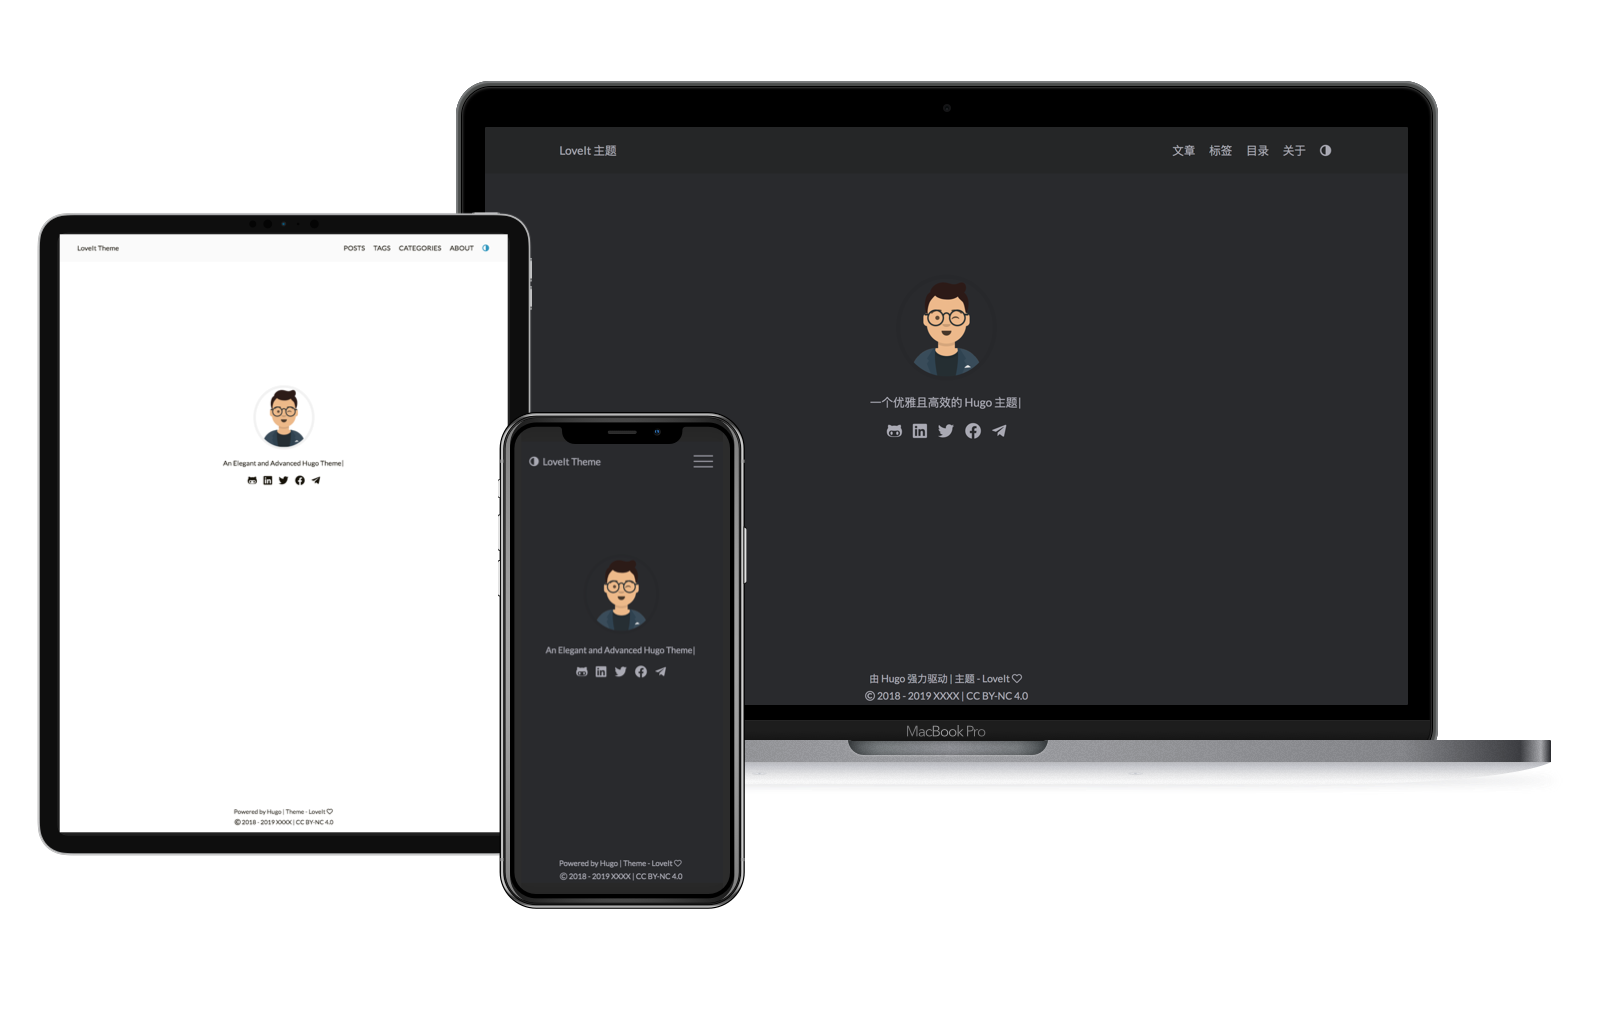 LoveIt 主题
文章 标签 目录 关于
一个优雅且高效的 Hugo 主题|
由 Hugo 强力驱动 | 主题 - LoveIt
© 2018 - 2019 XXXX | CC BY-NC 4.0
MacBook Pro
LoveIt Theme
POSTS TAGS CATEGORIES ABOUT
An Elegant and Advanced Hugo Theme|
Powered by Hugo | Theme - LoveIt
© 2018 - 2019 XXXX | CC BY-NC 4.0
LoveIt Theme
An Elegant and Advanced Hugo Theme|
Powered by Hugo | Theme - LoveIt
© 2018 - 2019 XXXX | CC BY-NC 4.0